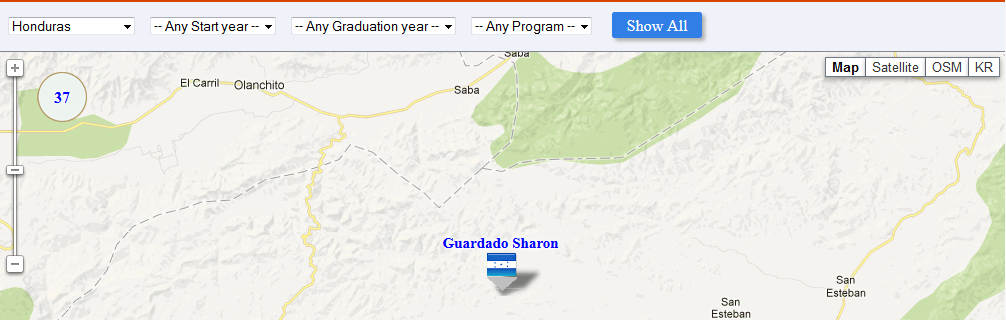 Honduras
-- Any Start year --
-- Any Graduation year --
-- Any Program --
Show All
Saba
Map
Satellite
OSM
KR
37
El Carril
Olanchito
Saba
Guardado Sharon
San
Esteban
San
Esteban